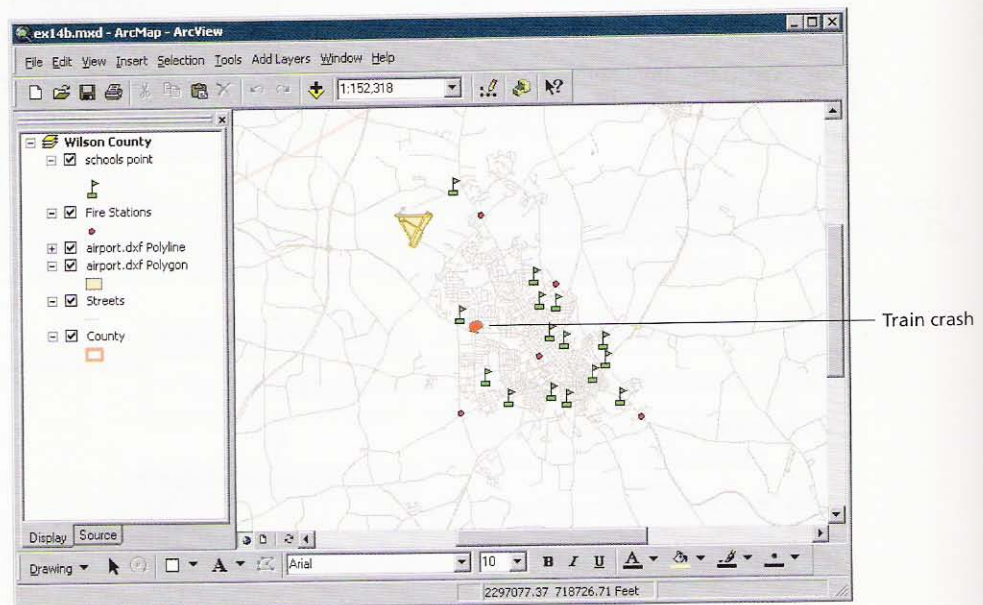 ex14b.mxd - ArcMap - ArcView
File Edit View Insert Selection Tools Add Layers Window Help
1:152,318
Wilson County
schools point
Fire Stations
airport.dxf Polyline
airport.dxf Polygon
Streets
County
Train crash
Display Source
Drawing A Arial 10 B I U A
2297077.37 718726.71 Feet